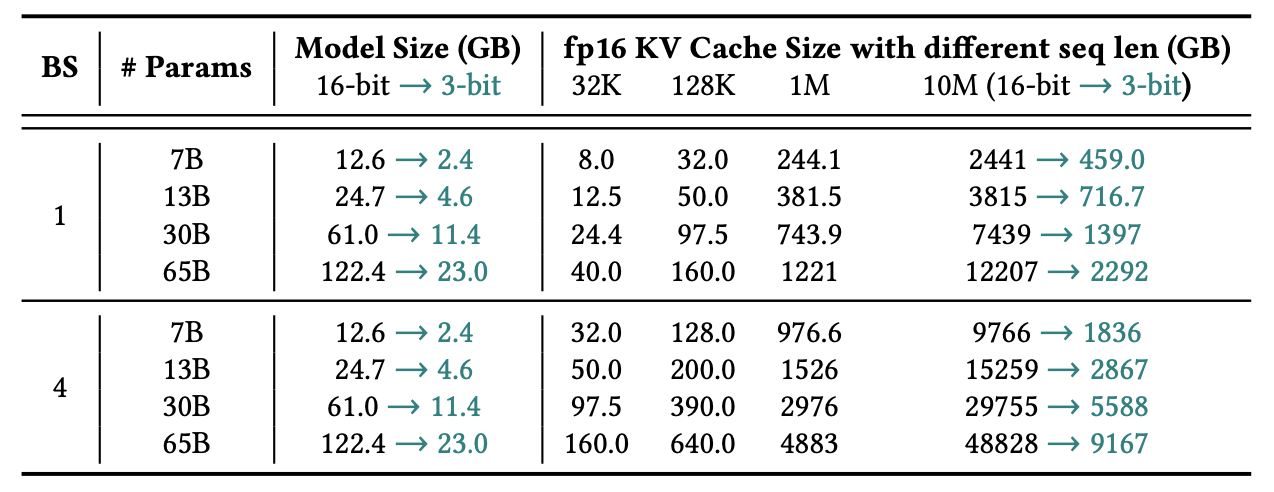 BS # Params Model Size (GB) fp16 KV Cache Size with different seq len (GB)
16-bit → 3-bit 32K 128K 1M 10M (16-bit → 3-bit)
1
7B 12.6 → 2.4 8.0 32.0 244.1 2441 → 459.0
13B 24.7 → 4.6 12.5 50.0 381.5 3815 → 716.7
30B 61.0 → 11.4 24.4 97.5 743.9 7439 → 1397
65B 122.4 → 23.0 40.0 160.0 1221 12207 → 2292
4
7B 12.6 → 2.4 32.0 128.0 976.6 9766 → 1836
13B 24.7 → 4.6 50.0 200.0 1526 15259 → 2867
30B 61.0 → 11.4 97.5 390.0 2976 29755 → 5588
65B 122.4 → 23.0 160.0 640.0 4883 48828 → 9167